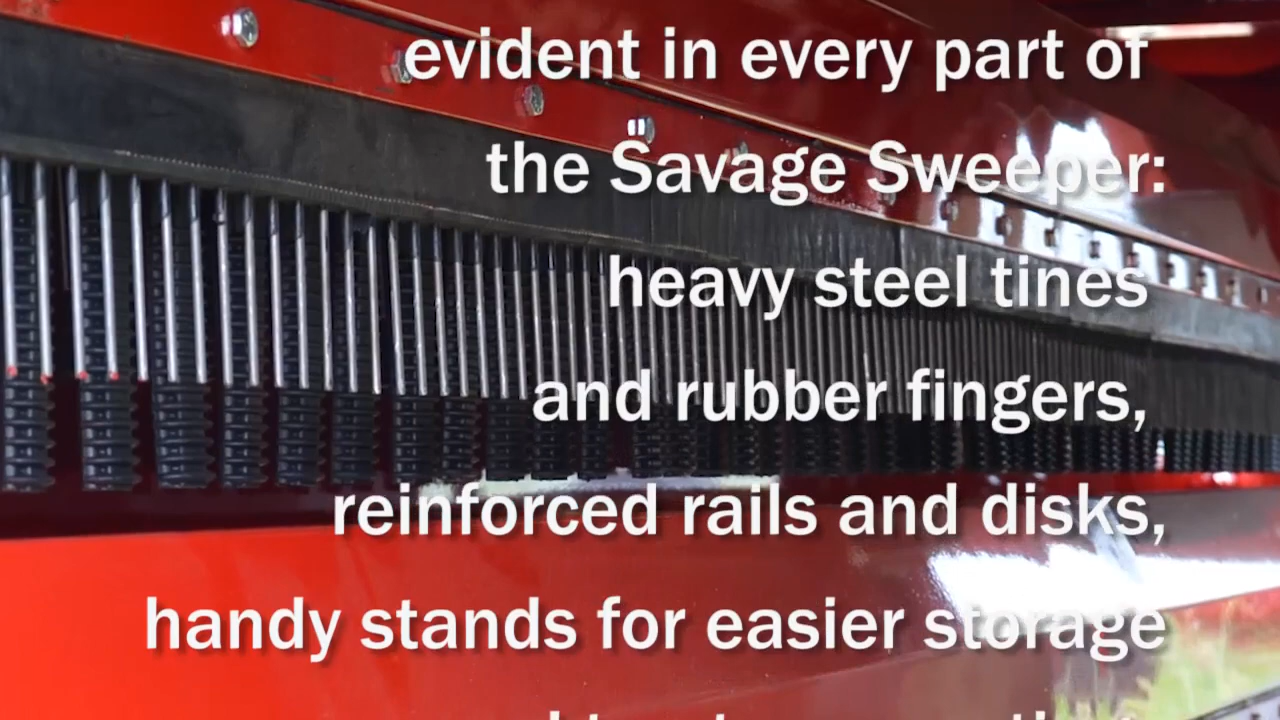 evident in every part of
the Savage Sweeper:
heavy steel tines
and rubber fingers,
reinforced rails and disks,
handy stands for easier storage